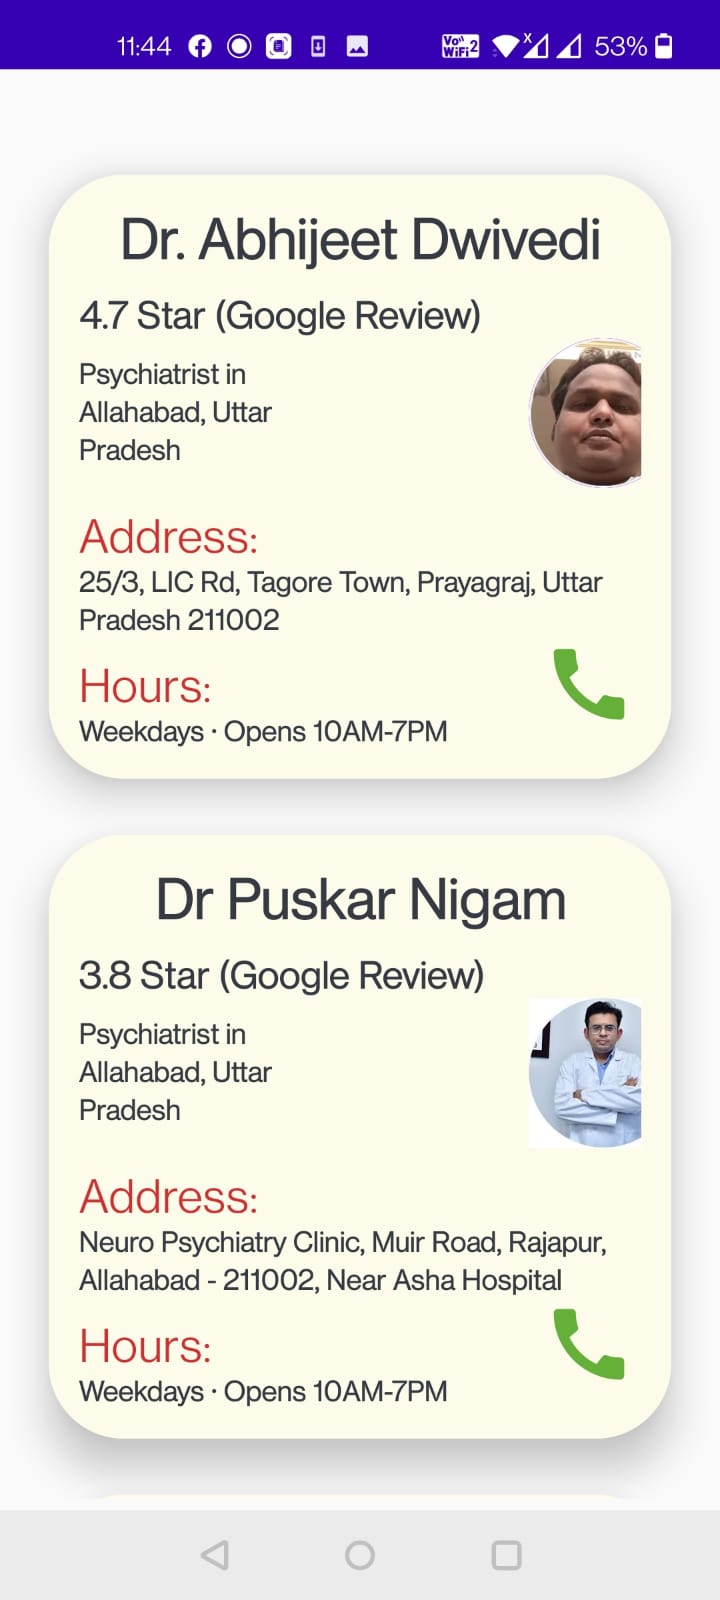 11:44 Vo)) WiFi 2 X 53%
Dr. Abhijeet Dwivedi
4.7 Star (Google Review)
Psychiatrist in
Allahabad, Uttar
Pradesh
Address:
25/3, LIC Rd, Tagore Town, Prayagraj, Uttar
Pradesh 211002
Hours:
Weekdays · Opens 10AM-7PM
Dr Puskar Nigam
3.8 Star (Google Review)
Psychiatrist in
Allahabad, Uttar
Pradesh
Address:
Neuro Psychiatry Clinic, Muir Road, Rajapur,
Allahabad - 211002, Near Asha Hospital
Hours:
Weekdays · Opens 10AM-7PM